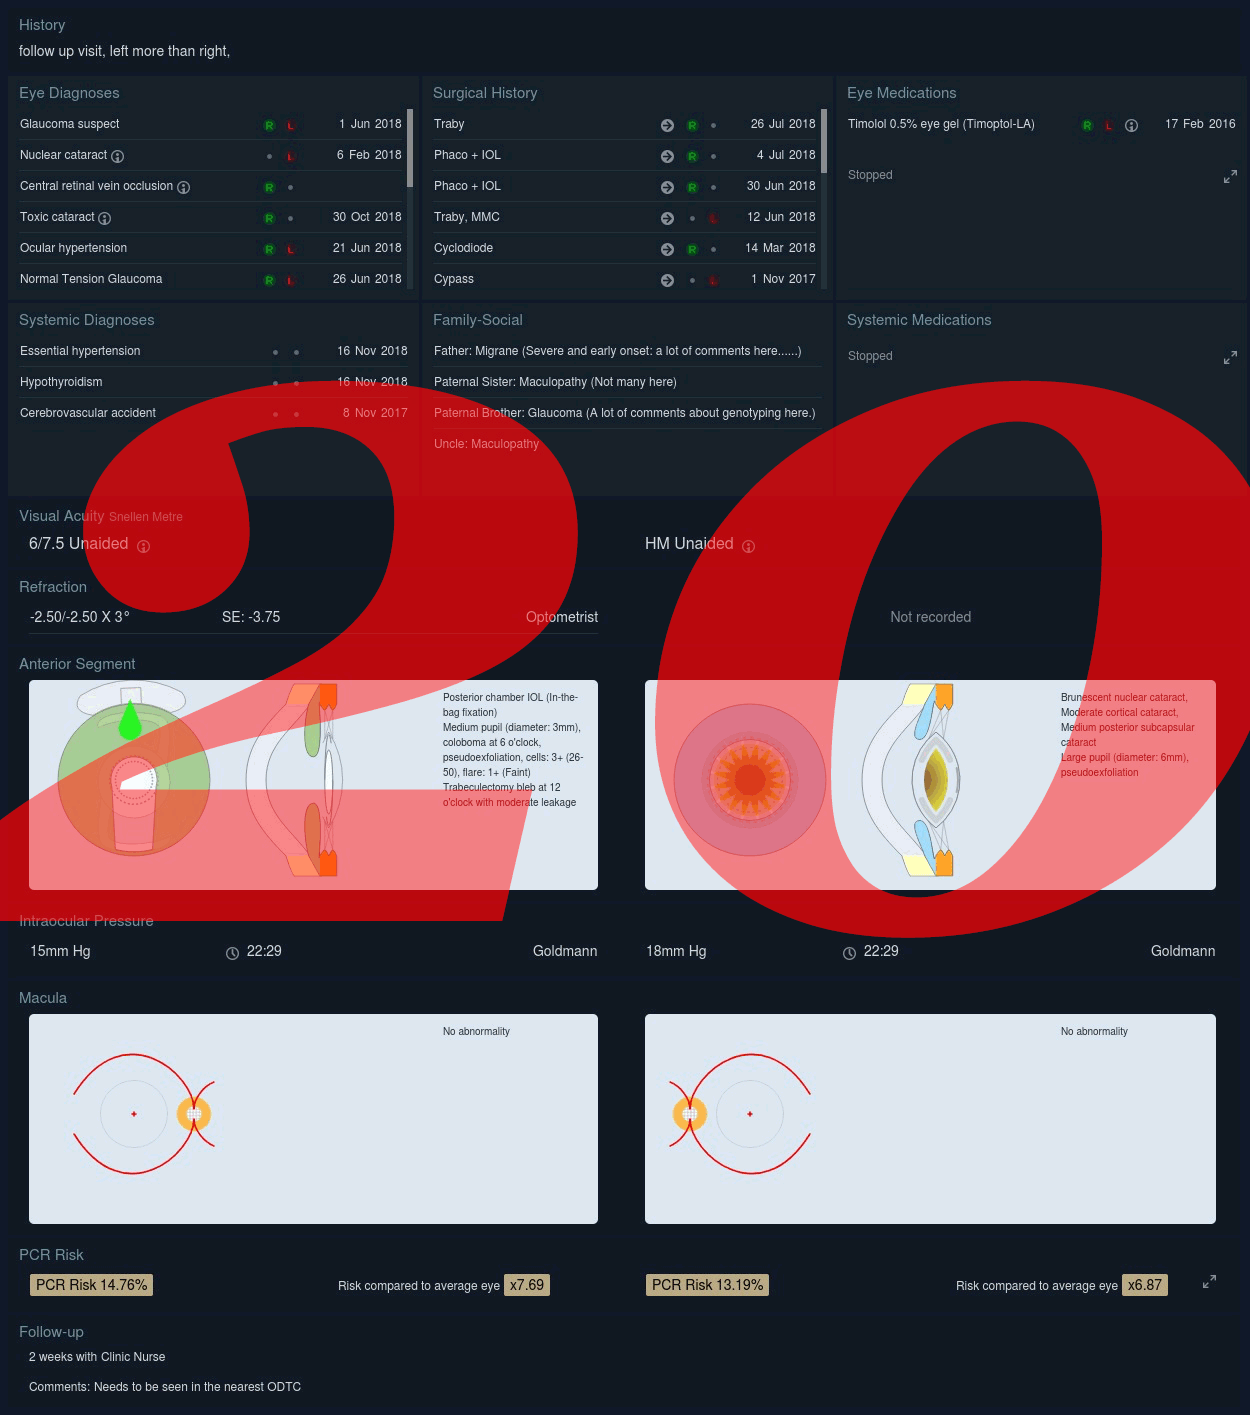 History
follow up visit, left more than right,
Eye Diagnoses
Glaucoma suspect R L 1 Jun 2018
Nuclear cataract L 6 Feb 2018
Central retinal vein occlusion R
Toxic cataract R 30 Oct 2018
Ocular hypertension R L 21 Jun 2018
Normal Tension Glaucoma R L 26 Jun 2018
Surgical History
Traby R 26 Jul 2018
Phaco + IOL R 4 Jul 2018
Phaco + IOL R 30 Jun 2018
Traby, MMC L 12 Jun 2018
Cyclodiode R 14 Mar 2018
Cypass L 1 Nov 2017
Eye Medications
Timolol 0.5% eye gel (Timoptol-LA) R L 17 Feb 2016
Stopped
Systemic Diagnoses
Essential hypertension 16 Nov 2018
Hypothyroidism 16 Nov 2018
Cerebrovascular accident 8 Nov 2017
Family-Social
Father: Migrane (Severe and early onset: a lot of comments here......)
Paternal Sister: Maculopathy (Not many here)
Paternal Brother: Glaucoma (A lot of comments about genotyping here.)
Uncle: Maculopathy
Systemic Medications
Stopped
20
Visual Acuity Snellen Metre
6/7.5 Unaided
HM Unaided
Refraction
-2.50/-2.50 X 3° SE: -3.75 Optometrist
Not recorded
Anterior Segment
Posterior chamber IOL (In-the-
bag fixation)
Medium pupil (diameter: 3mm),
coloboma at 6 o'clock,
pseudoexfoliation, cells: 3+ (26-
50), flare: 1+ (Faint)
Trabeculectomy bleb at 12
o'clock with moderate leakage
Brunescent nuclear cataract,
Moderate cortical cataract,
Medium posterior subcapsular
cataract
Large pupil (diameter: 6mm),
pseudoexfoliation
Intraocular Pressure
15mm Hg 22:29 Goldmann
18mm Hg 22:29 Goldmann
Macula
No abnormality
No abnormality
PCR Risk
PCR Risk 14.76% Risk compared to average eye x7.69
PCR Risk 13.19% Risk compared to average eye x6.87
Follow-up
2 weeks with Clinic Nurse
Comments: Needs to be seen in the nearest ODTC